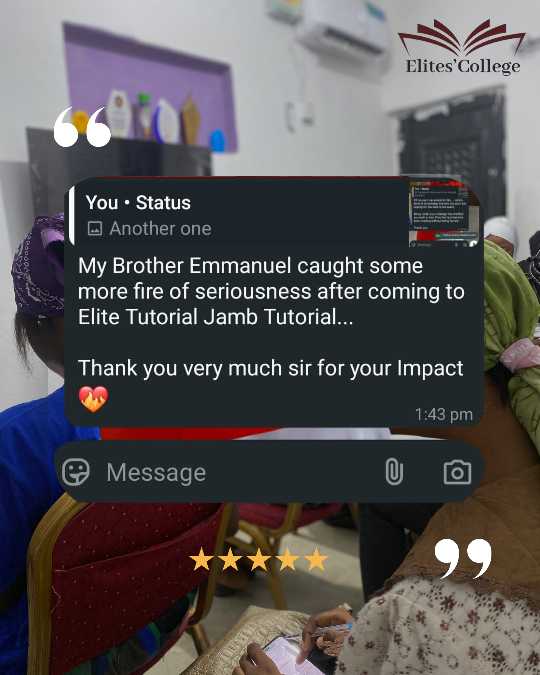 Elites'College
“
You • Status
Another one
My Brother Emmanuel caught some
more fire of seriousness after coming to
Elite Tutorial Jamb Tutorial...
Thank you very much sir for your Impact
❤️‍🔥
1:43 pm
Message
”